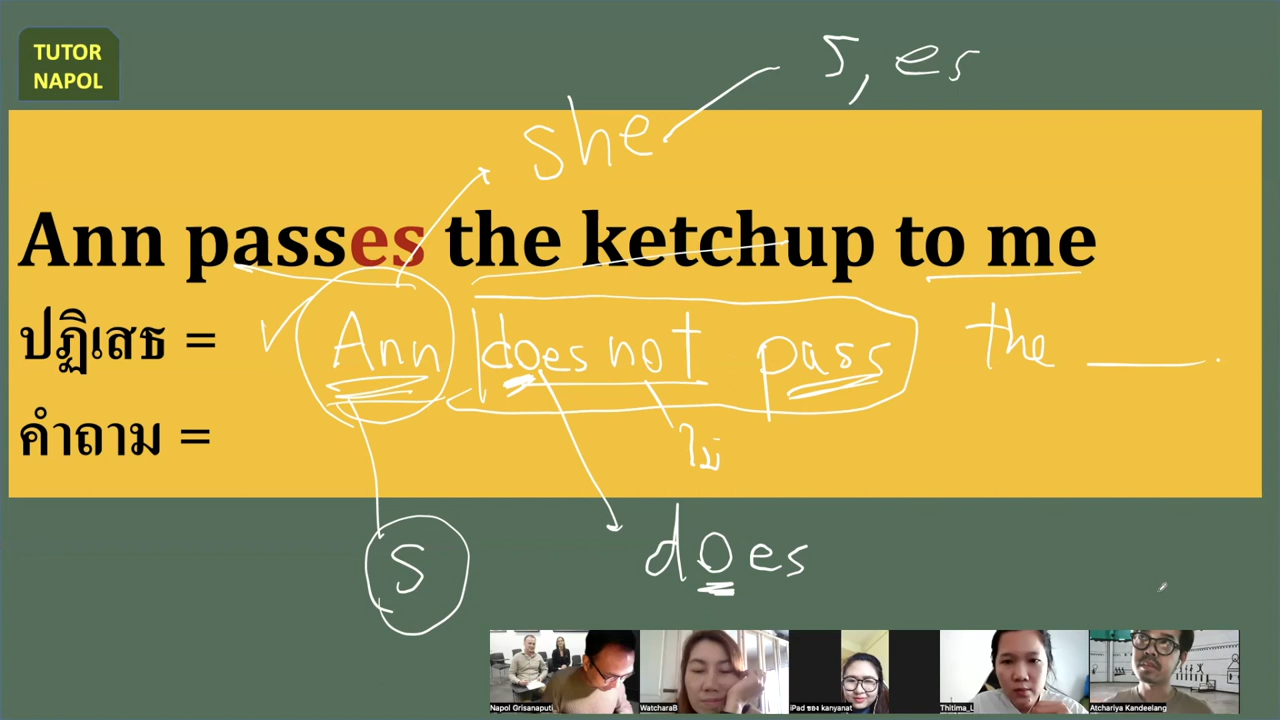 TUTOR
NAPOL
s, es
she
Ann passes the ketchup to me
ปฏิเสธ = Ann does not pass the
คำถาม =
ไม่
s
does
Napol Grisanaputi
WatcharaB
iPad ของ kanyanat
Thitima_L
Atchariya Kandeelang